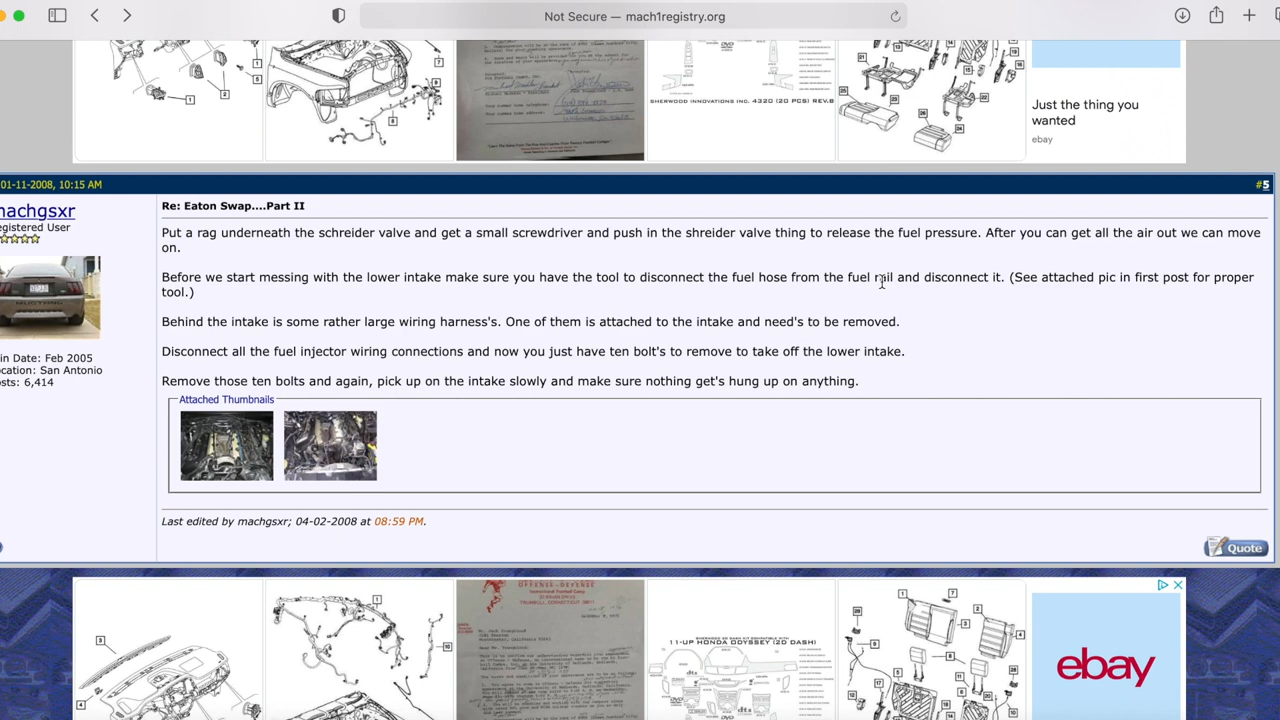 Not Secure — mach1registry.org
SHERWOOD INNOVATIONS INC. 4320 (20 PCS) REV.B
Just the thing you
wanted
ebay
01-11-2008, 10:15 AM
#5
machgsxr
egistered User
Re: Eaton Swap....Part II
Put a rag underneath the schreider valve and get a small screwdriver and push in the shreider valve thing to release the fuel pressure. After you can get all the air out we can move
on.
Before we start messing with the lower intake make sure you have the tool to disconnect the fuel hose from the fuel rail and disconnect it. (See attached pic in first post for proper
tool.)
Behind the intake is some rather large wiring harness's. One of them is attached to the intake and need's to be removed.
Disconnect all the fuel injector wiring connections and now you just have ten bolt's to remove to take off the lower intake.
Remove those ten bolts and again, pick up on the intake slowly and make sure nothing get's hung up on anything.
in Date: Feb 2005
ocation: San Antonio
osts: 6,414
Attached Thumbnails
Last edited by machgsxr; 04-02-2008 at 08:59 PM.
Quote
OFFENSE-DEFENSE
International Football Camp
11-UP HONDA ODYSSEY (20 DASH)
ebay